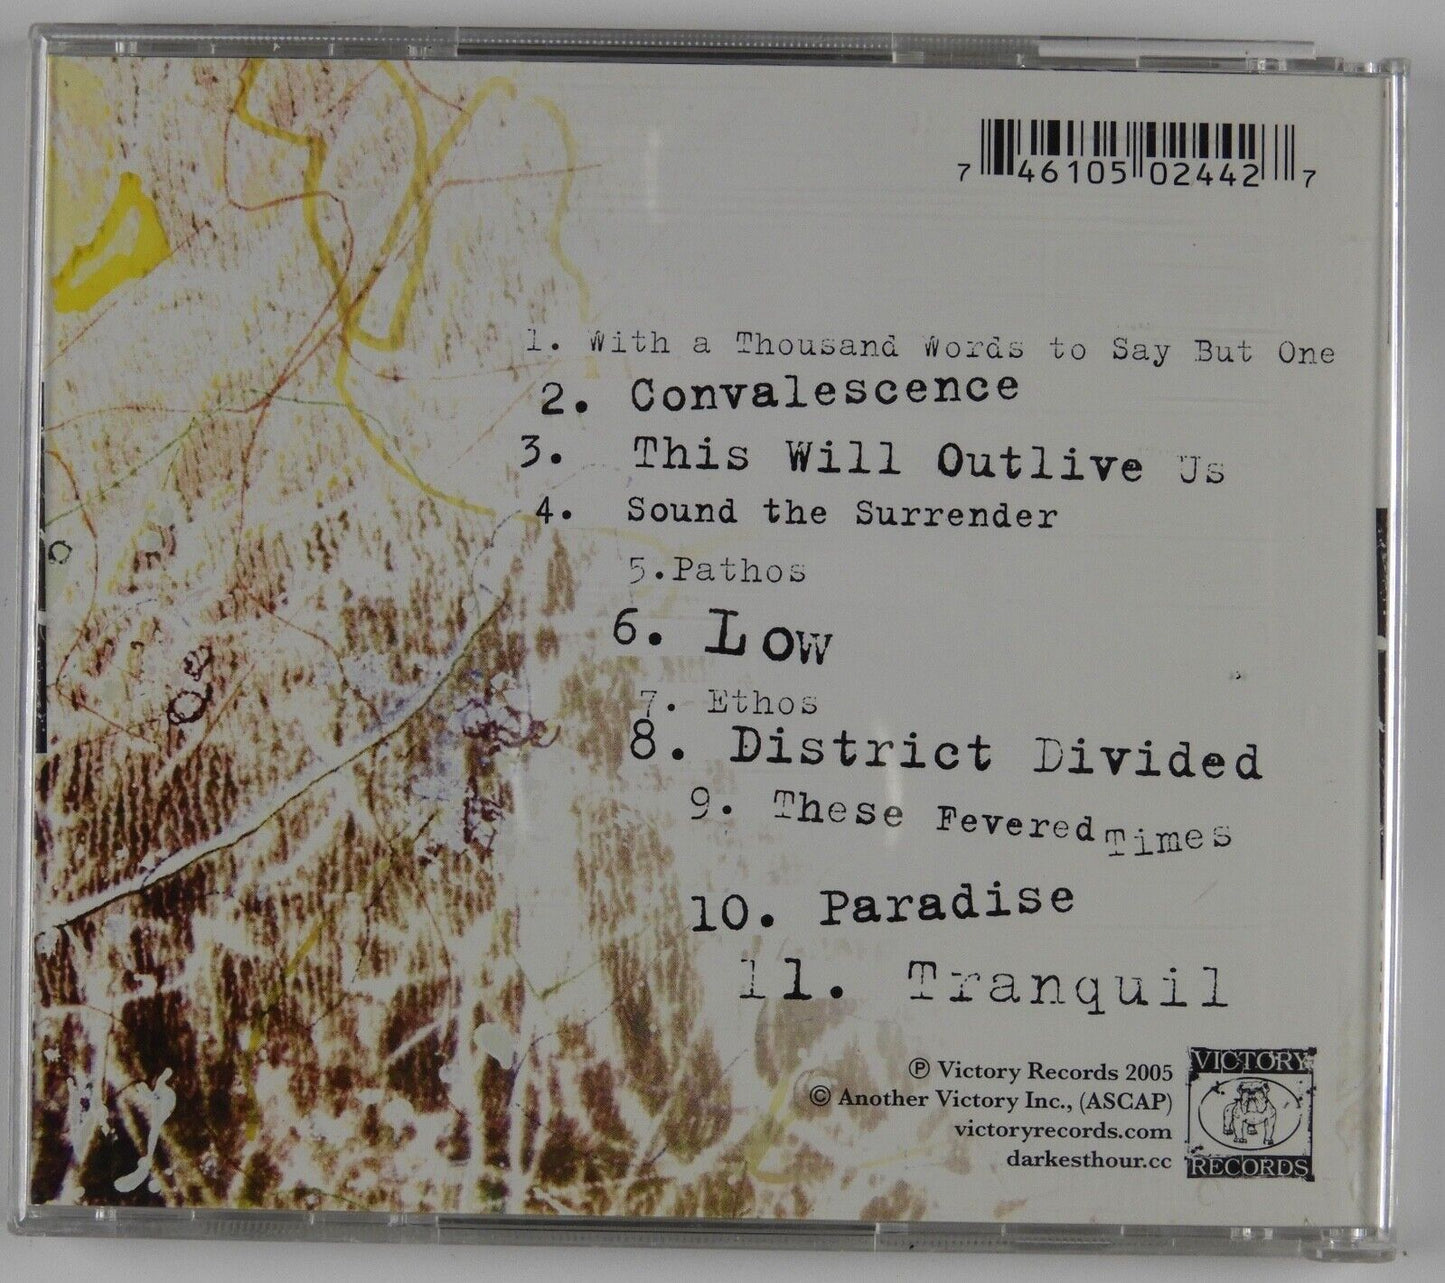 7 46105 02442 7
1. With a Thousand Words to Say But One
2. Convalescence
3. This Will Outlive Us
4. Sound the Surrender
5. Pathos
6. Low
7. Ethos
8. District Divided
9. These Fevered Times
10. Paradise
11. Tranquil
℗ Victory Records 2005
© Another Victory Inc., (ASCAP)
victoryrecords.com
darkesthour.cc
VICTORY
RECORDS